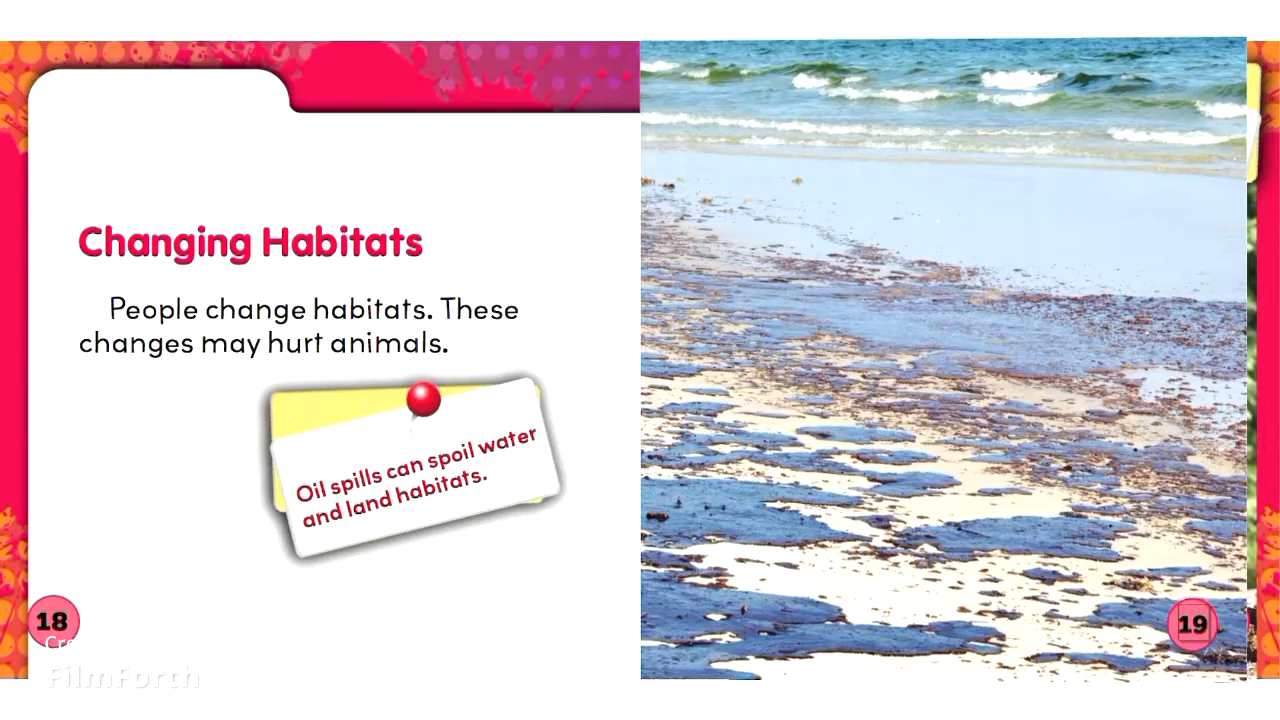 Changing Habitats
People change habitats. These
changes may hurt animals.
Oil spills can spoil water
and land habitats.
18
FilmForth
19